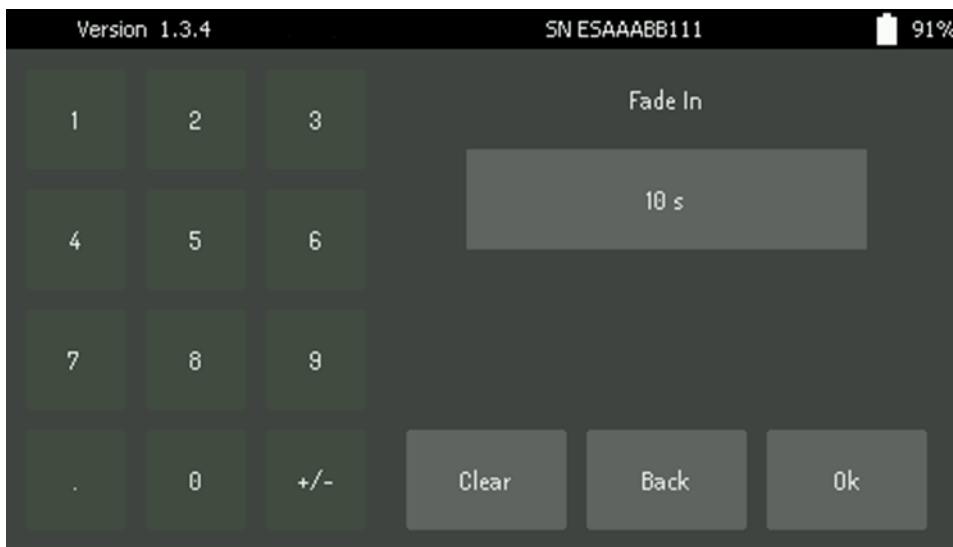 Version 1.3.4 SN ESAAABB111 91%
Fade In
10 s
1 2 3
4 5 6
7 8 9
. 0 +/-
Clear Back Ok